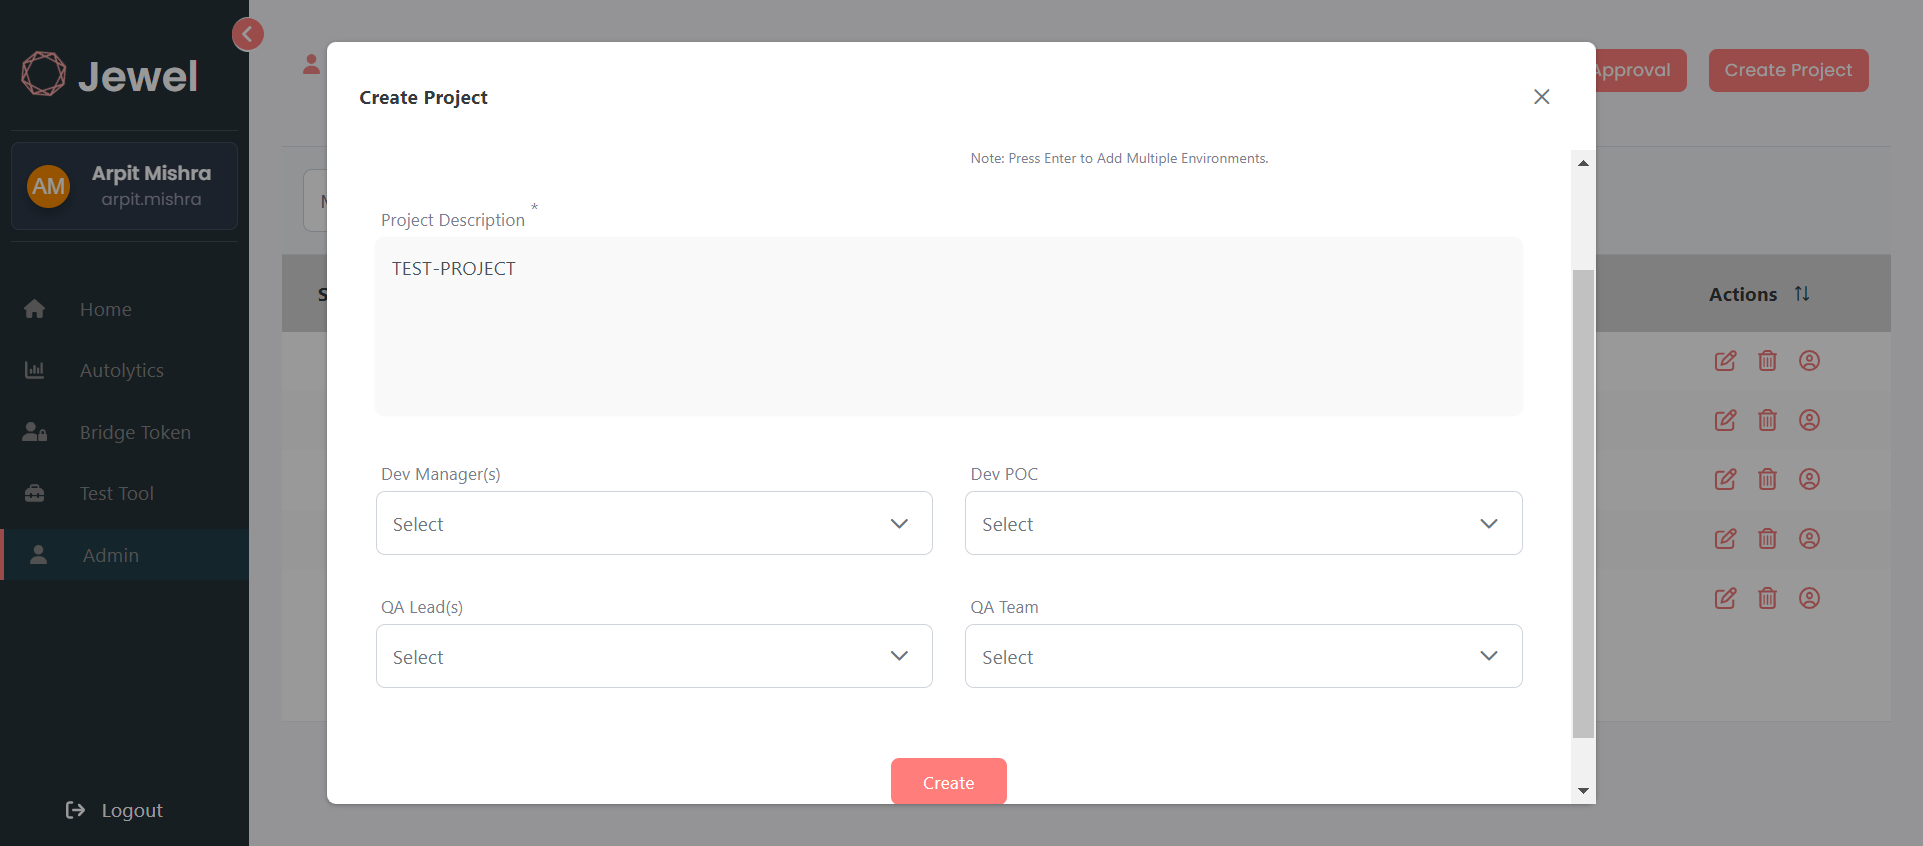 Jewel
AM
Arpit Mishra
arpit.mishra
Home
Autolytics
Bridge Token
Test Tool
Admin
Logout
Approval
Create Project
Create Project
Note: Press Enter to Add Multiple Environments.
Project Description *
TEST-PROJECT
Dev Manager(s)
Dev POC
Select
Select
QA Lead(s)
QA Team
Select
Select
Create
Actions